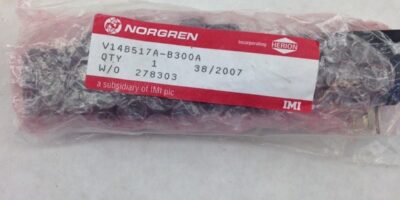 NORGREN
incorporating HERION
V14B517A-B300A
QTY 1 38/2007
W/O 278303
a subsidiary of IMI plc
IMI